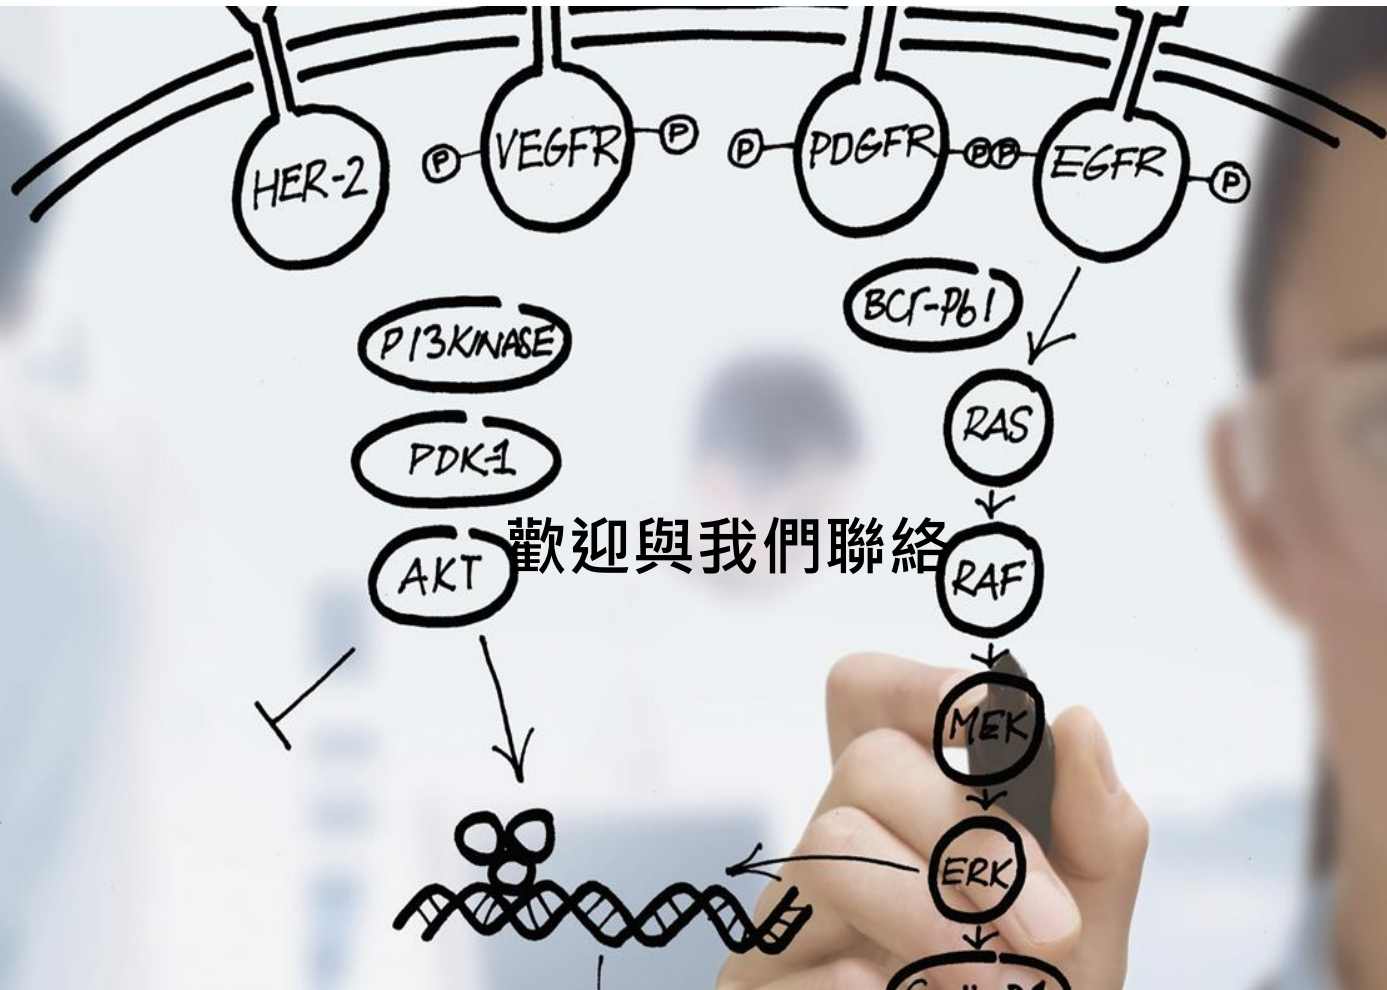 HER-2
P VEGFR P
P PDGFR P
P EGFR P
BCr-Pbl
PI3KINASE
PDK-1
RAS
歡迎與我們聯絡
AKT
RAF
MEK
ERK